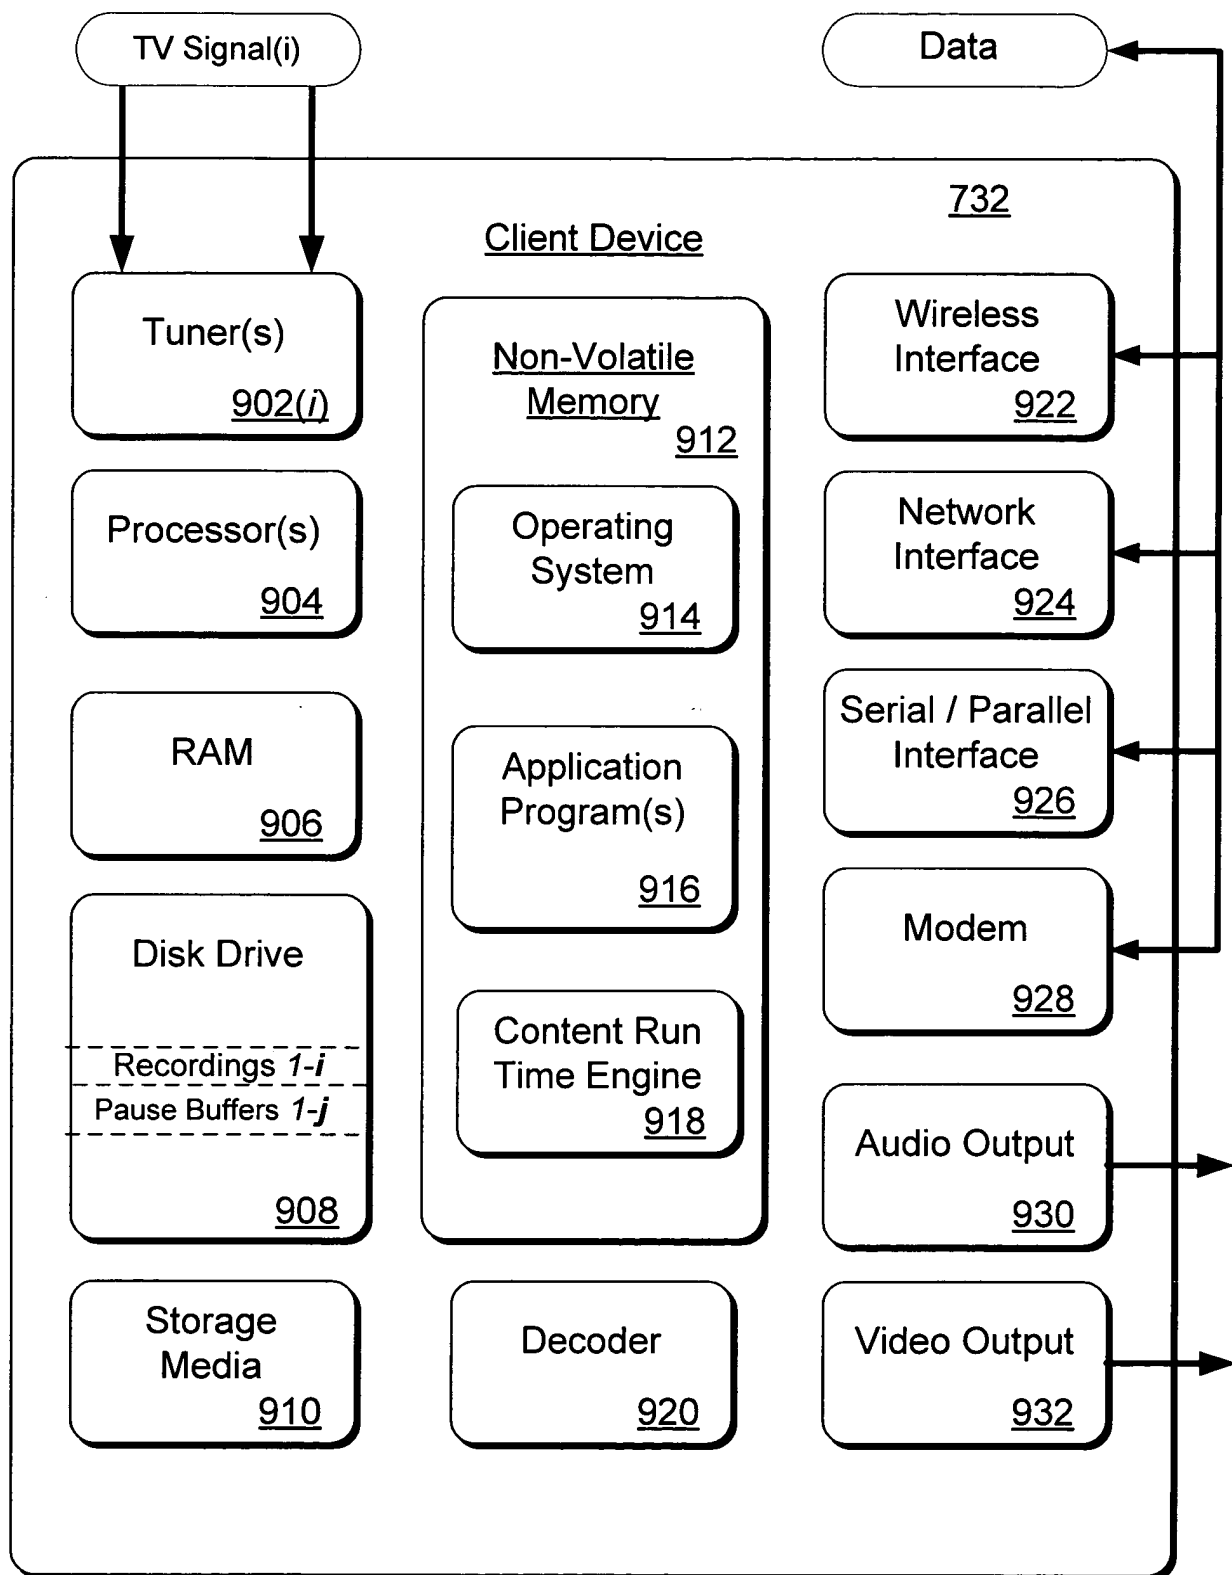 TV Signal(i)
Data
732
Client Device
Tuner(s)
902(i)
Processor(s)
904
RAM
906
Disk Drive
Recordings 1-i
Pause Buffers 1-j
908
Storage
Media
910
Non-Volatile
Memory
912
Operating
System
914
Application
Program(s)
916
Content Run
Time Engine
918
Decoder
920
Wireless
Interface
922
Network
Interface
924
Serial / Parallel
Interface
926
Modem
928
Audio Output
930
Video Output
932